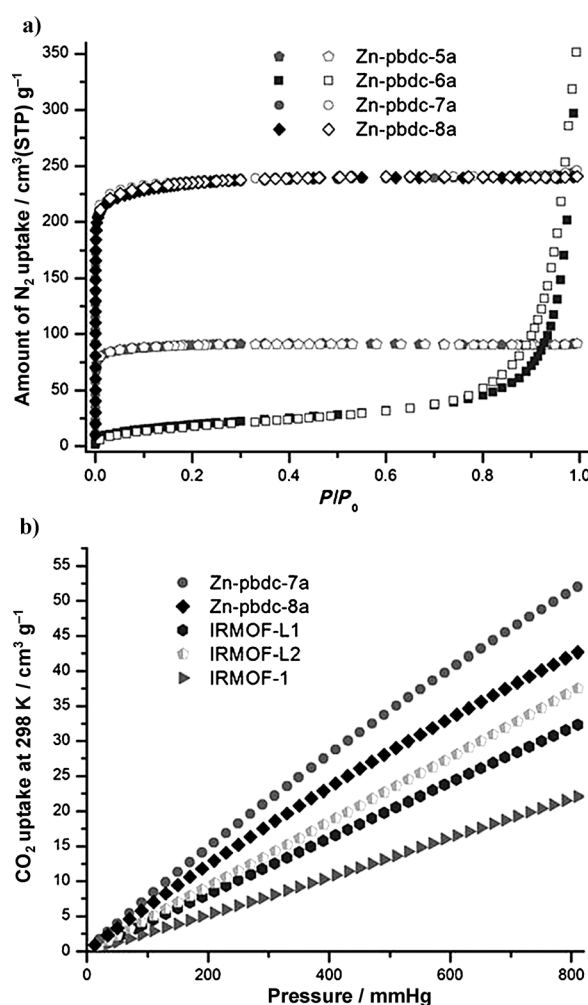 a)
350
300
250
200
150
100
50
0
Amount of N₂ uptake / cm³(STP) g⁻¹
Zn-pbdc-5a
Zn-pbdc-6a
Zn-pbdc-7a
Zn-pbdc-8a
0.0 0.2 0.4 0.6 0.8 1.0
P/P₀
b)
55
50
45
40
35
30
25
20
15
10
5
0
CO₂ uptake at 298 K / cm³ g⁻¹
Zn-pbdc-7a
Zn-pbdc-8a
IRMOF-L1
IRMOF-L2
IRMOF-1
0 200 400 600 800
Pressure / mmHg